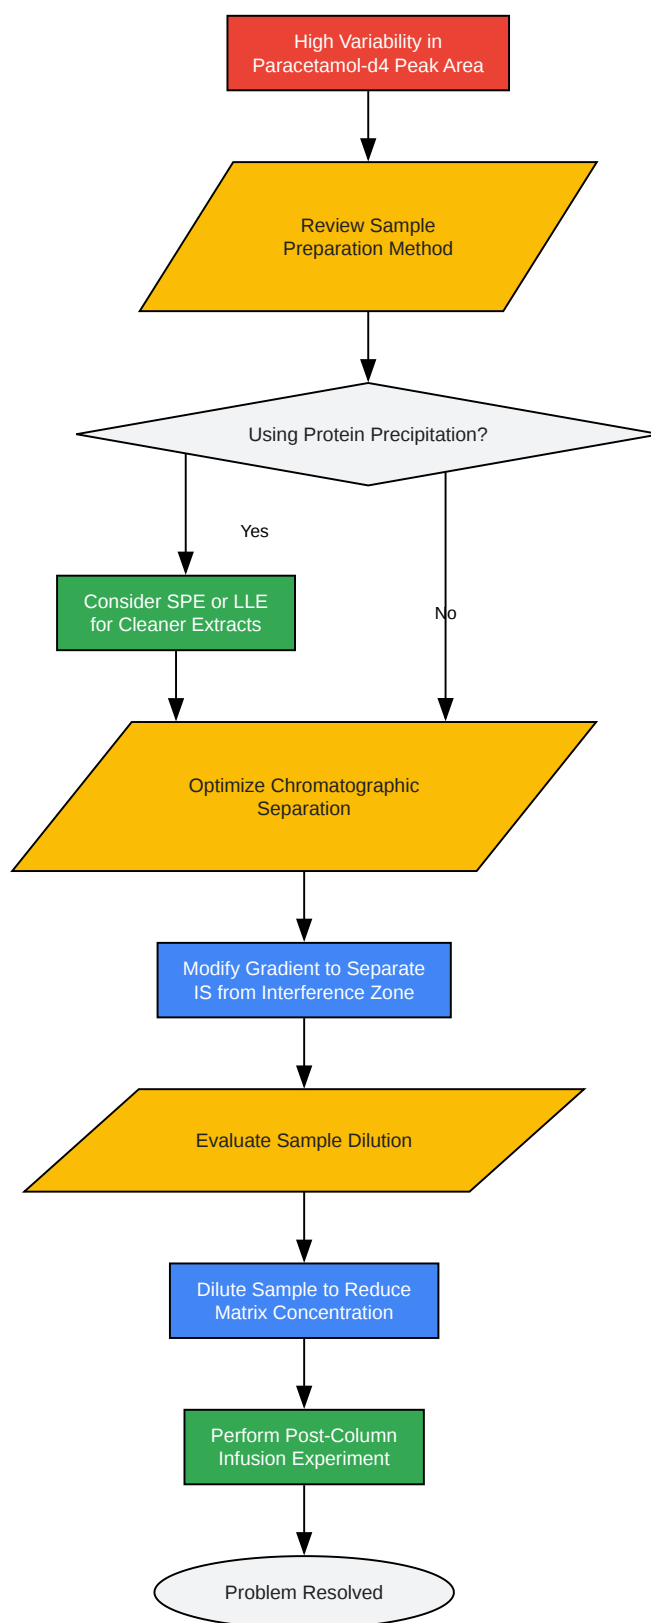 High Variability in
Paracetamol-d4 Peak Area
Review Sample
Preparation Method
Using Protein Precipitation?
Yes
Consider SPE or LLE
for Cleaner Extracts
No
Optimize Chromatographic
Separation
Modify Gradient to Separate
IS from Interference Zone
Evaluate Sample Dilution
Dilute Sample to Reduce
Matrix Concentration
Perform Post-Column
Infusion Experiment
Problem Resolved